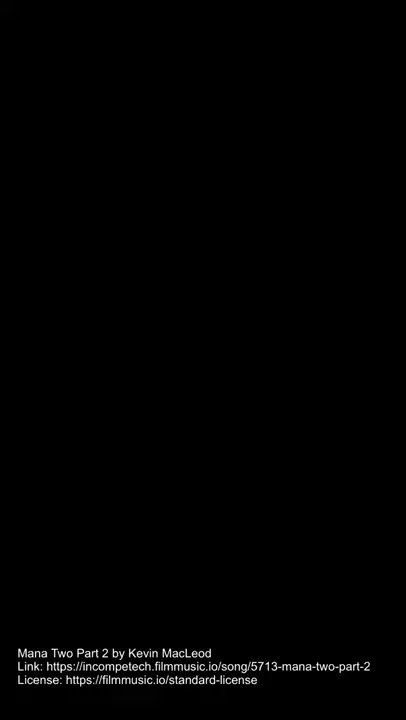 Mana Two Part 2 by Kevin MacLeod
Link: https://incompetech.filmmusic.io/song/5713-mana-two-part-2
License: https://filmmusic.io/standard-license